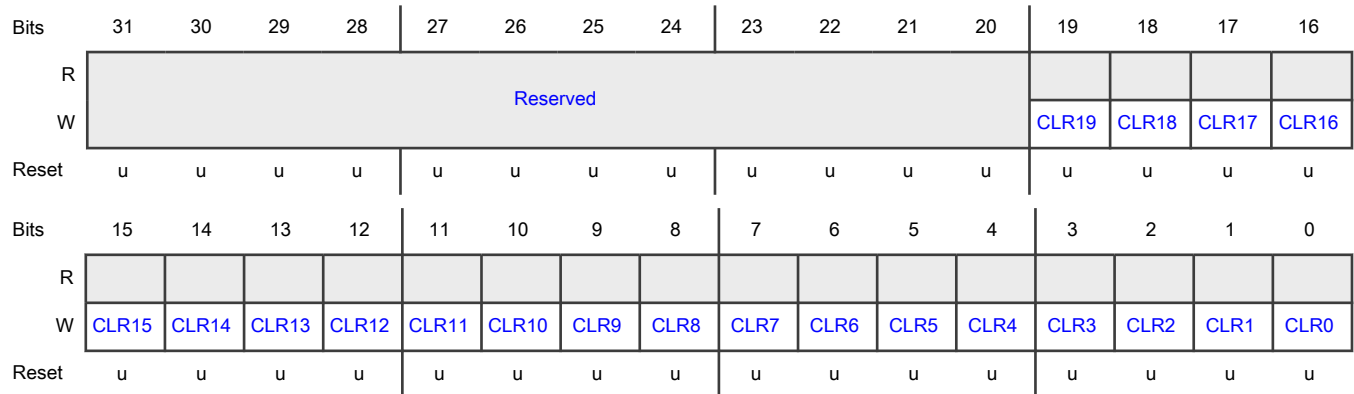 Bits 31 30 29 28 27 26 25 24 23 22 21 20 19 18 17 16
R
Reserved
W CLR19 CLR18 CLR17 CLR16
Reset u u u u u u u u u u u u u u u u
Bits 15 14 13 12 11 10 9 8 7 6 5 4 3 2 1 0
R
W CLR15 CLR14 CLR13 CLR12 CLR11 CLR10 CLR9 CLR8 CLR7 CLR6 CLR5 CLR4 CLR3 CLR2 CLR1 CLR0
Reset u u u u u u u u u u u u u u u u